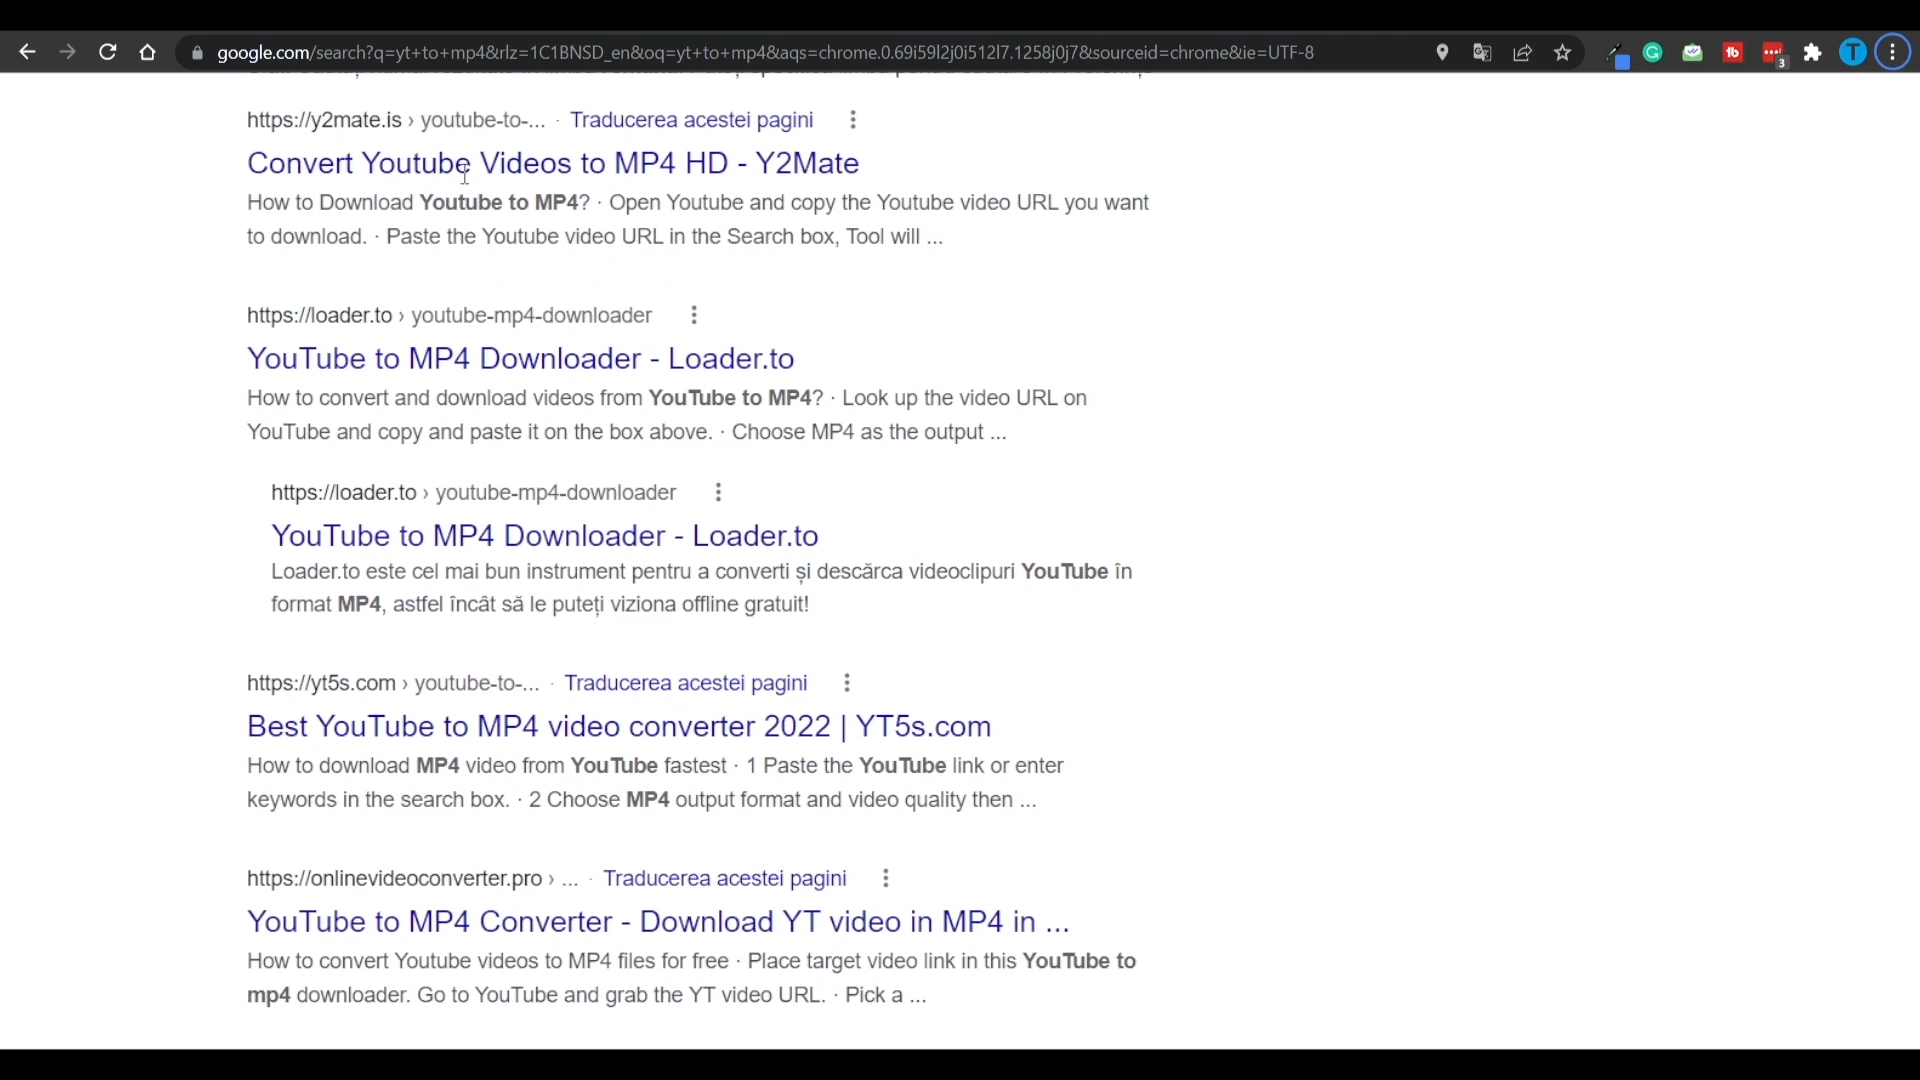 google.com/search?q=yt+to+mp4&rlz=1C1BNSD_en&oq=yt+to+mp4&aqs=chrome.0.69i59l2j0i512l7.1258j0j7&sourceid=chrome&ie=UTF-8
3
T
https://y2mate.is › youtube-to-... · Traducerea acestei pagini
Convert Youtube Videos to MP4 HD - Y2Mate
How to Download Youtube to MP4? · Open Youtube and copy the Youtube video URL you want
to download. · Paste the Youtube video URL in the Search box, Tool will ...
https://loader.to › youtube-mp4-downloader
YouTube to MP4 Downloader - Loader.to
How to convert and download videos from YouTube to MP4? · Look up the video URL on
YouTube and copy and paste it on the box above. · Choose MP4 as the output ...
https://loader.to › youtube-mp4-downloader
YouTube to MP4 Downloader - Loader.to
Loader.to este cel mai bun instrument pentru a converti și descărca videoclipuri YouTube în
format MP4, astfel încât să le puteți viziona offline gratuit!
https://yt5s.com › youtube-to-... · Traducerea acestei pagini
Best YouTube to MP4 video converter 2022 | YT5s.com
How to download MP4 video from YouTube fastest · 1 Paste the YouTube link or enter
keywords in the search box. · 2 Choose MP4 output format and video quality then ...
https://onlinevideoconverter.pro › ... · Traducerea acestei pagini
YouTube to MP4 Converter - Download YT video in MP4 in ...
How to convert Youtube videos to MP4 files for free · Place target video link in this YouTube to
mp4 downloader. Go to YouTube and grab the YT video URL. · Pick a ...